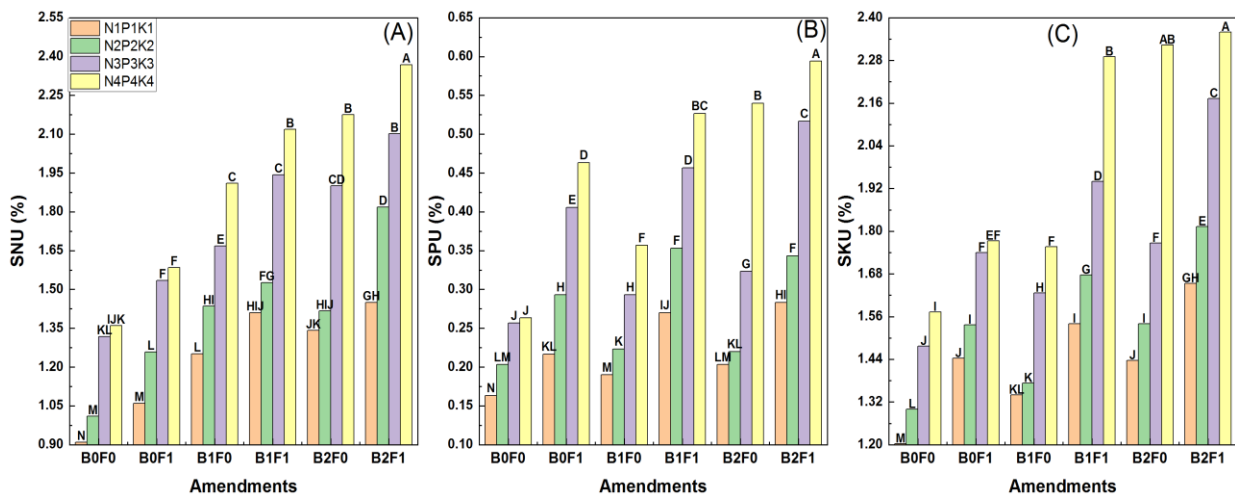 (A)
N1P1K1
N2P2K2
N3P3K3
N4P4K4
2.55
2.40
2.25
2.10
1.95
1.80
1.65
1.50
1.35
1.20
1.05
0.90
SNU (%)
N M KL IJK
M L F F
L HI E C
HIJ FG C B
JK HIJ CD B
GH D B A
B0F0 B0F1 B1F0 B1F1 B2F0 B2F1
Amendments
(B)
0.65
0.60
0.55
0.50
0.45
0.40
0.35
0.30
0.25
0.20
0.15
0.10
SPU (%)
N LM J J
KL H E D
M K H F
IJ F D BC
LM KL G B
HI F C A
B0F0 B0F1 B1F0 B1F1 B2F0 B2F1
Amendments
(C)
2.40
2.28
2.16
2.04
1.92
1.80
1.68
1.56
1.44
1.32
1.20
SKU (%)
M L J I
J I F EF
KL K H F
I G D B
J I F AB
GH E C A
B0F0 B0F1 B1F0 B1F1 B2F0 B2F1
Amendments